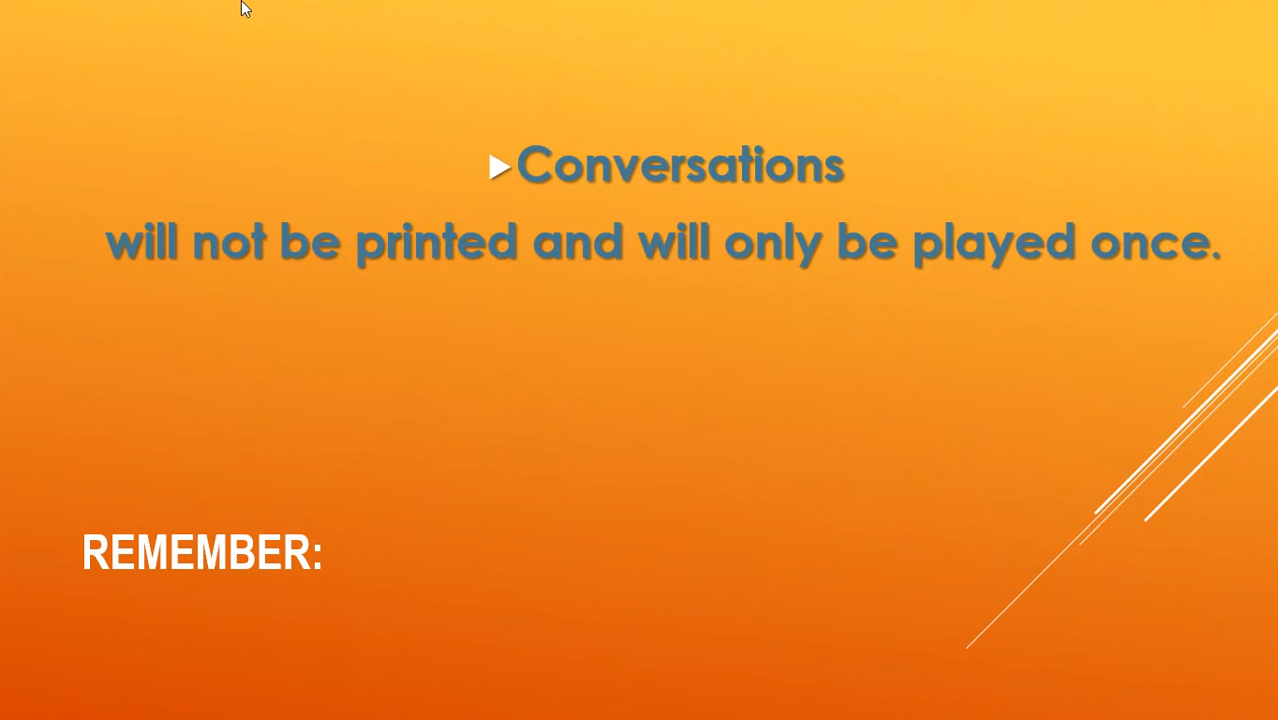 Conversations
will not be printed and will only be played once.
REMEMBER: